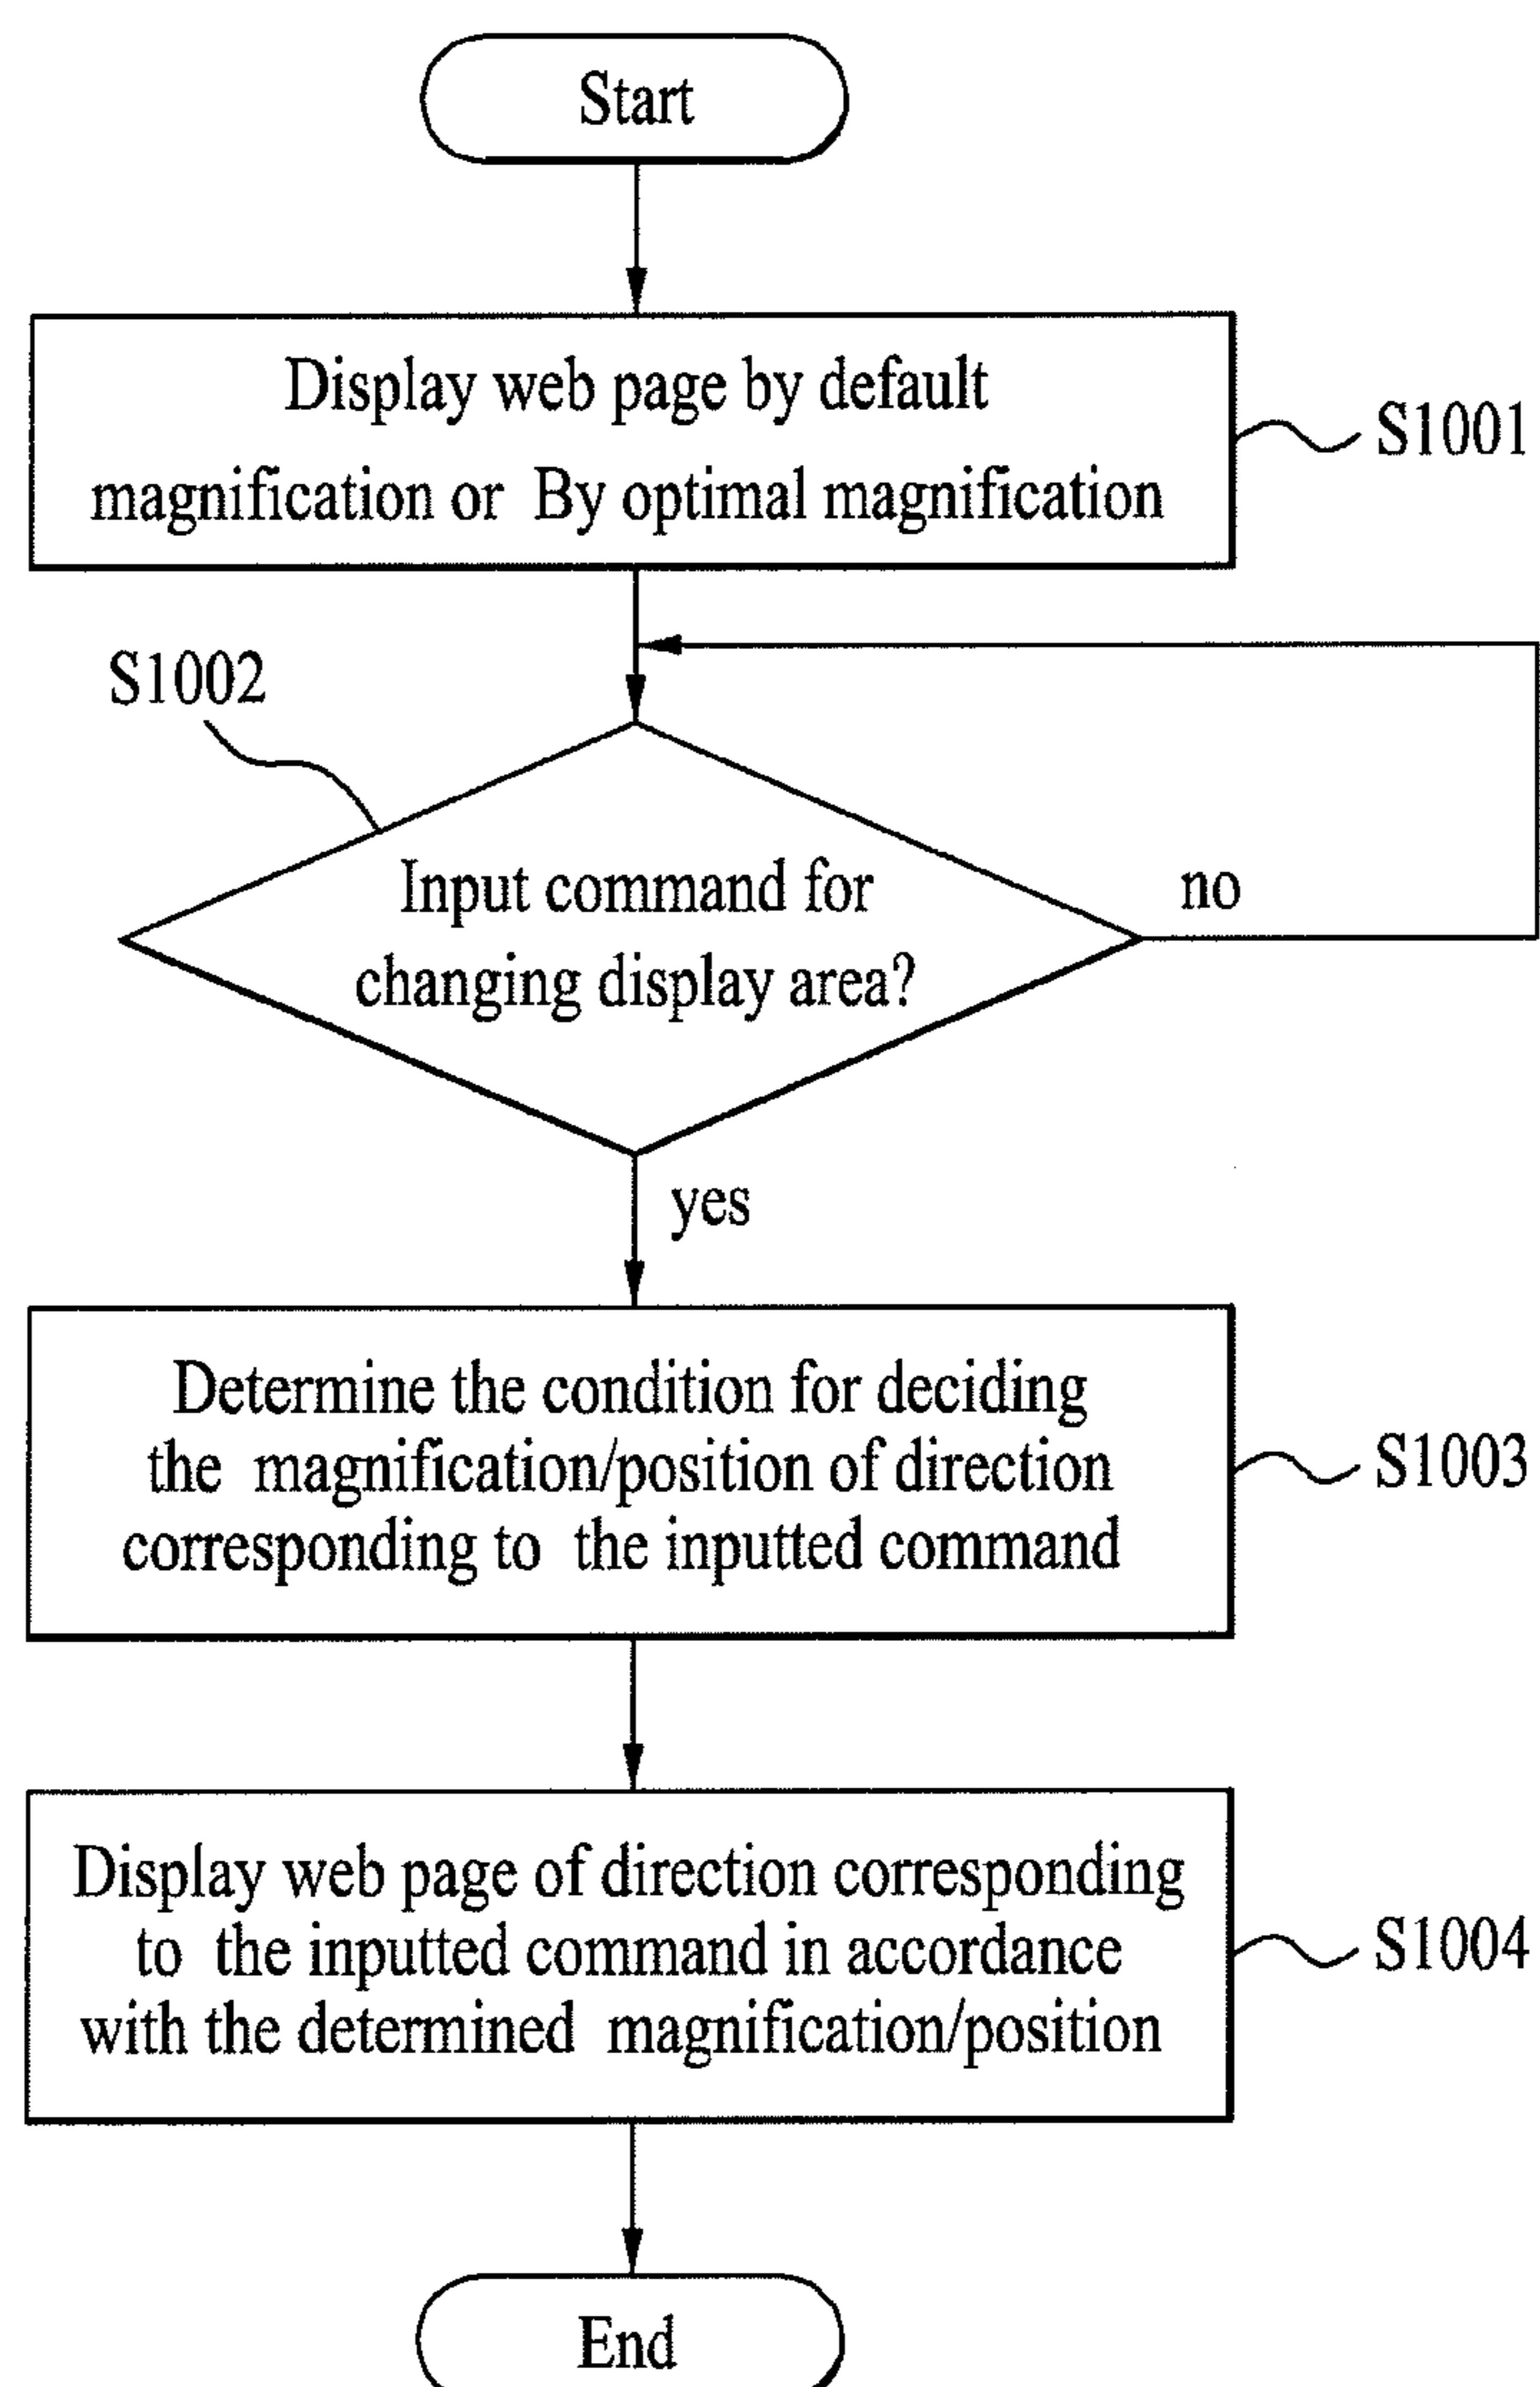 Start
Display web page by default
magnification or By optimal magnification
S1001
S1002
Input command for
changing display area?
no
yes
Determine the condition for deciding
the magnification/position of direction
corresponding to the inputted command
S1003
Display web page of direction corresponding
to the inputted command in accordance
with the determined magnification/position
S1004
End